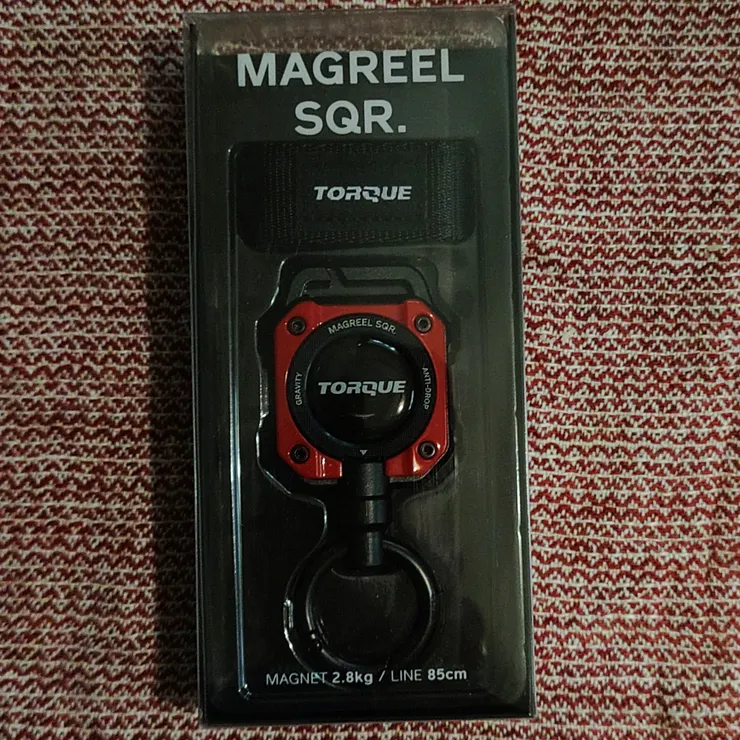 MAGREEL
SQR.
TORQUE
MAGREEL SQR.
GRAVITY
TORQUE
ANTI-DROP
MAGNET 2.8kg / LINE 85cm